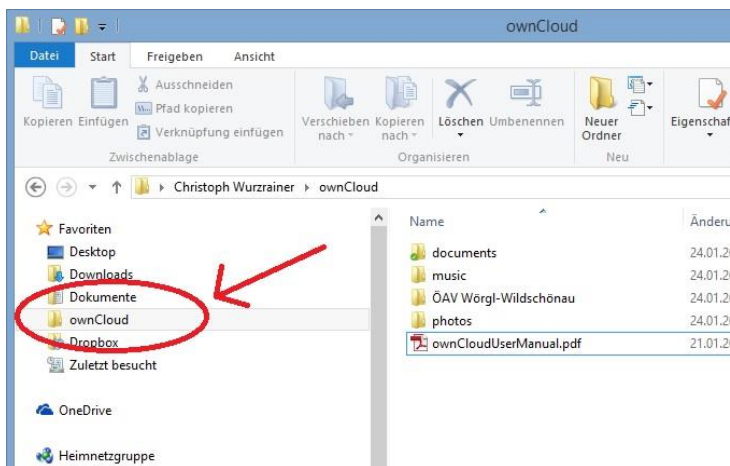 ownCloud
Datei Start Freigeben Ansicht
Kopieren Einfügen
Ausschneiden
Pfad kopieren
Verknüpfung einfügen
Verschieben nach
Kopieren nach
Löschen Umbenennen
Neuer Ordner
Eigenschaf
Zwischenablage Organisieren Neu
Christoph Wurzrainer ownCloud
Favoriten
Desktop
Downloads
Dokumente
ownCloud
Dropbox
Zuletzt besucht
OneDrive
Heimnetzgruppe
Name Änderu
documents 24.01.20
music 24.01.20
ÖAV Wörgl-Wildschönau 24.01.20
photos 24.01.20
ownCloudUserManual.pdf 21.01.20